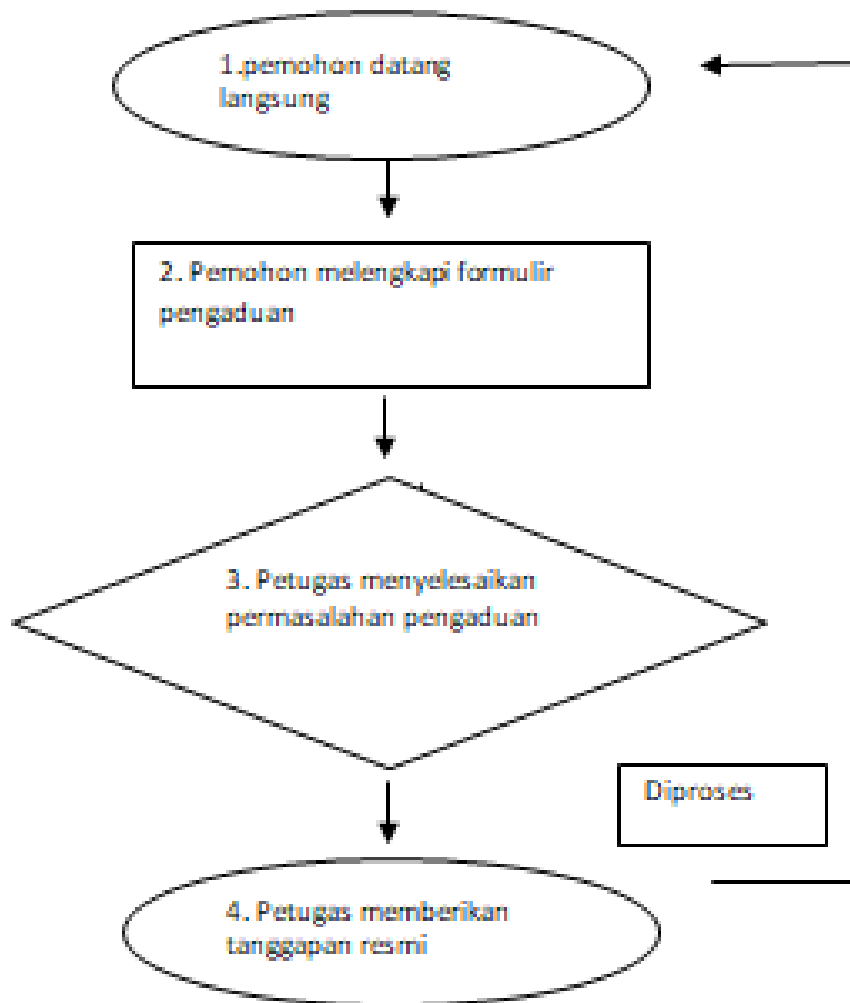 1.pemohon datang
langsung
2. Pemohon melengkapi formulir
pengaduan
3. Petugas menyelesaikan
permasalahan pengaduan
Diproses
4. Petugas memberikan
tanggapan resmi